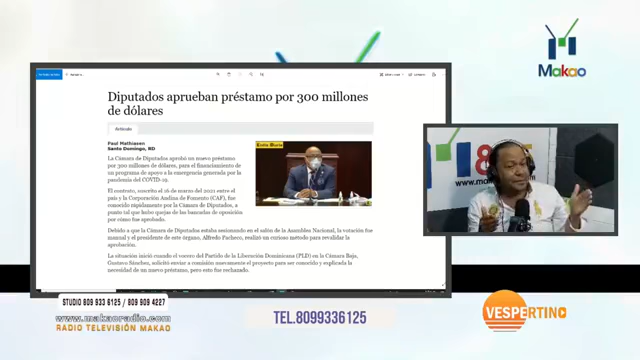 Makao
Diputados aprueban préstamo por 300 millones
de dólares
Artículo
Paul Mathiasen
Santo Domingo, RD
La Cámara de Diputados aprobó un nuevo préstamo
por 300 millones de dólares, para el financiamiento de
un programa de apoyo a la emergencia generada por la
pandemia del COVID-19.
El contrato, suscrito el 16 de marzo del 2021 entre el
país y la Corporación Andina de Fomento (CAF), fue
conocido rápidamente por la Cámara de Diputados, a
punto tal que hubo quejas de las bancadas de oposición
por cómo fue aprobado.
Debido a que la Cámara de Diputados estaba sesionando en el salón de la Asamblea Nacional, la votación fue
manual y el presidente de este órgano, Alfredo Pacheco, realizó un curioso método para revalidar la
aprobación.
La situación inició cuando el vocero del Partido de la Liberación Dominicana (PLD) en la Cámara Baja,
Gustavo Sánchez, solicitó enviar a comisión nuevamente el proyecto para ser conocido y explicada la
necesidad de un nuevo préstamo, pero esto fue rechazado.
STUDIO 809 933 6125 / 809 909 4227
www.makaoradio.com
RADIO TELEVISIÓN MAKAO
TEL.8099336125
VESPERTINO